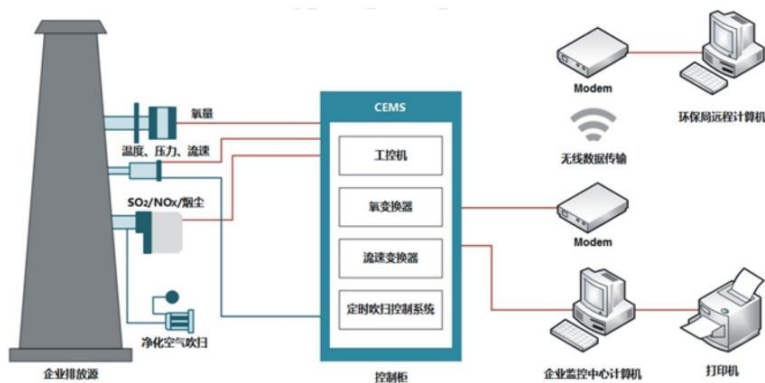 氧量
温度、压力、流速
SO₂/NOx/烟尘
净化空气吹扫
企业排放源
CEMS
工控机
氧变换器
流速变换器
定时吹扫控制系统
控制柜
Modem
环保局远程计算机
无线数据传输
Modem
企业监控中心计算机
打印机